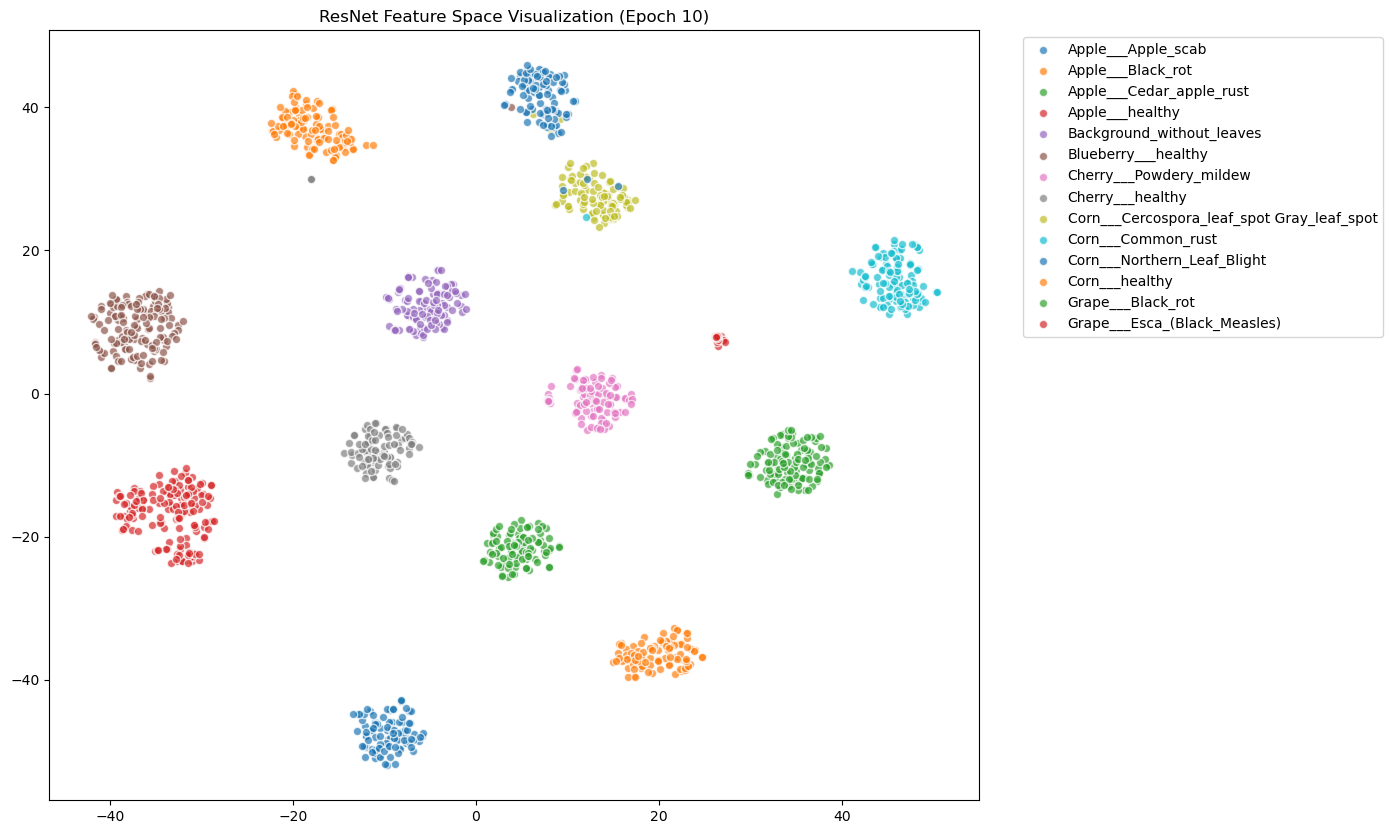 ResNet Feature Space Visualization (Epoch 10)
40
20
0
−20
−40
−40
−20
0
20
40
Apple___Apple_scab
Apple___Black_rot
Apple___Cedar_apple_rust
Apple___healthy
Background_without_leaves
Blueberry___healthy
Cherry___Powdery_mildew
Cherry___healthy
Corn___Cercospora_leaf_spot Gray_leaf_spot
Corn___Common_rust
Corn___Northern_Leaf_Blight
Corn___healthy
Grape___Black_rot
Grape___Esca_(Black_Measles)